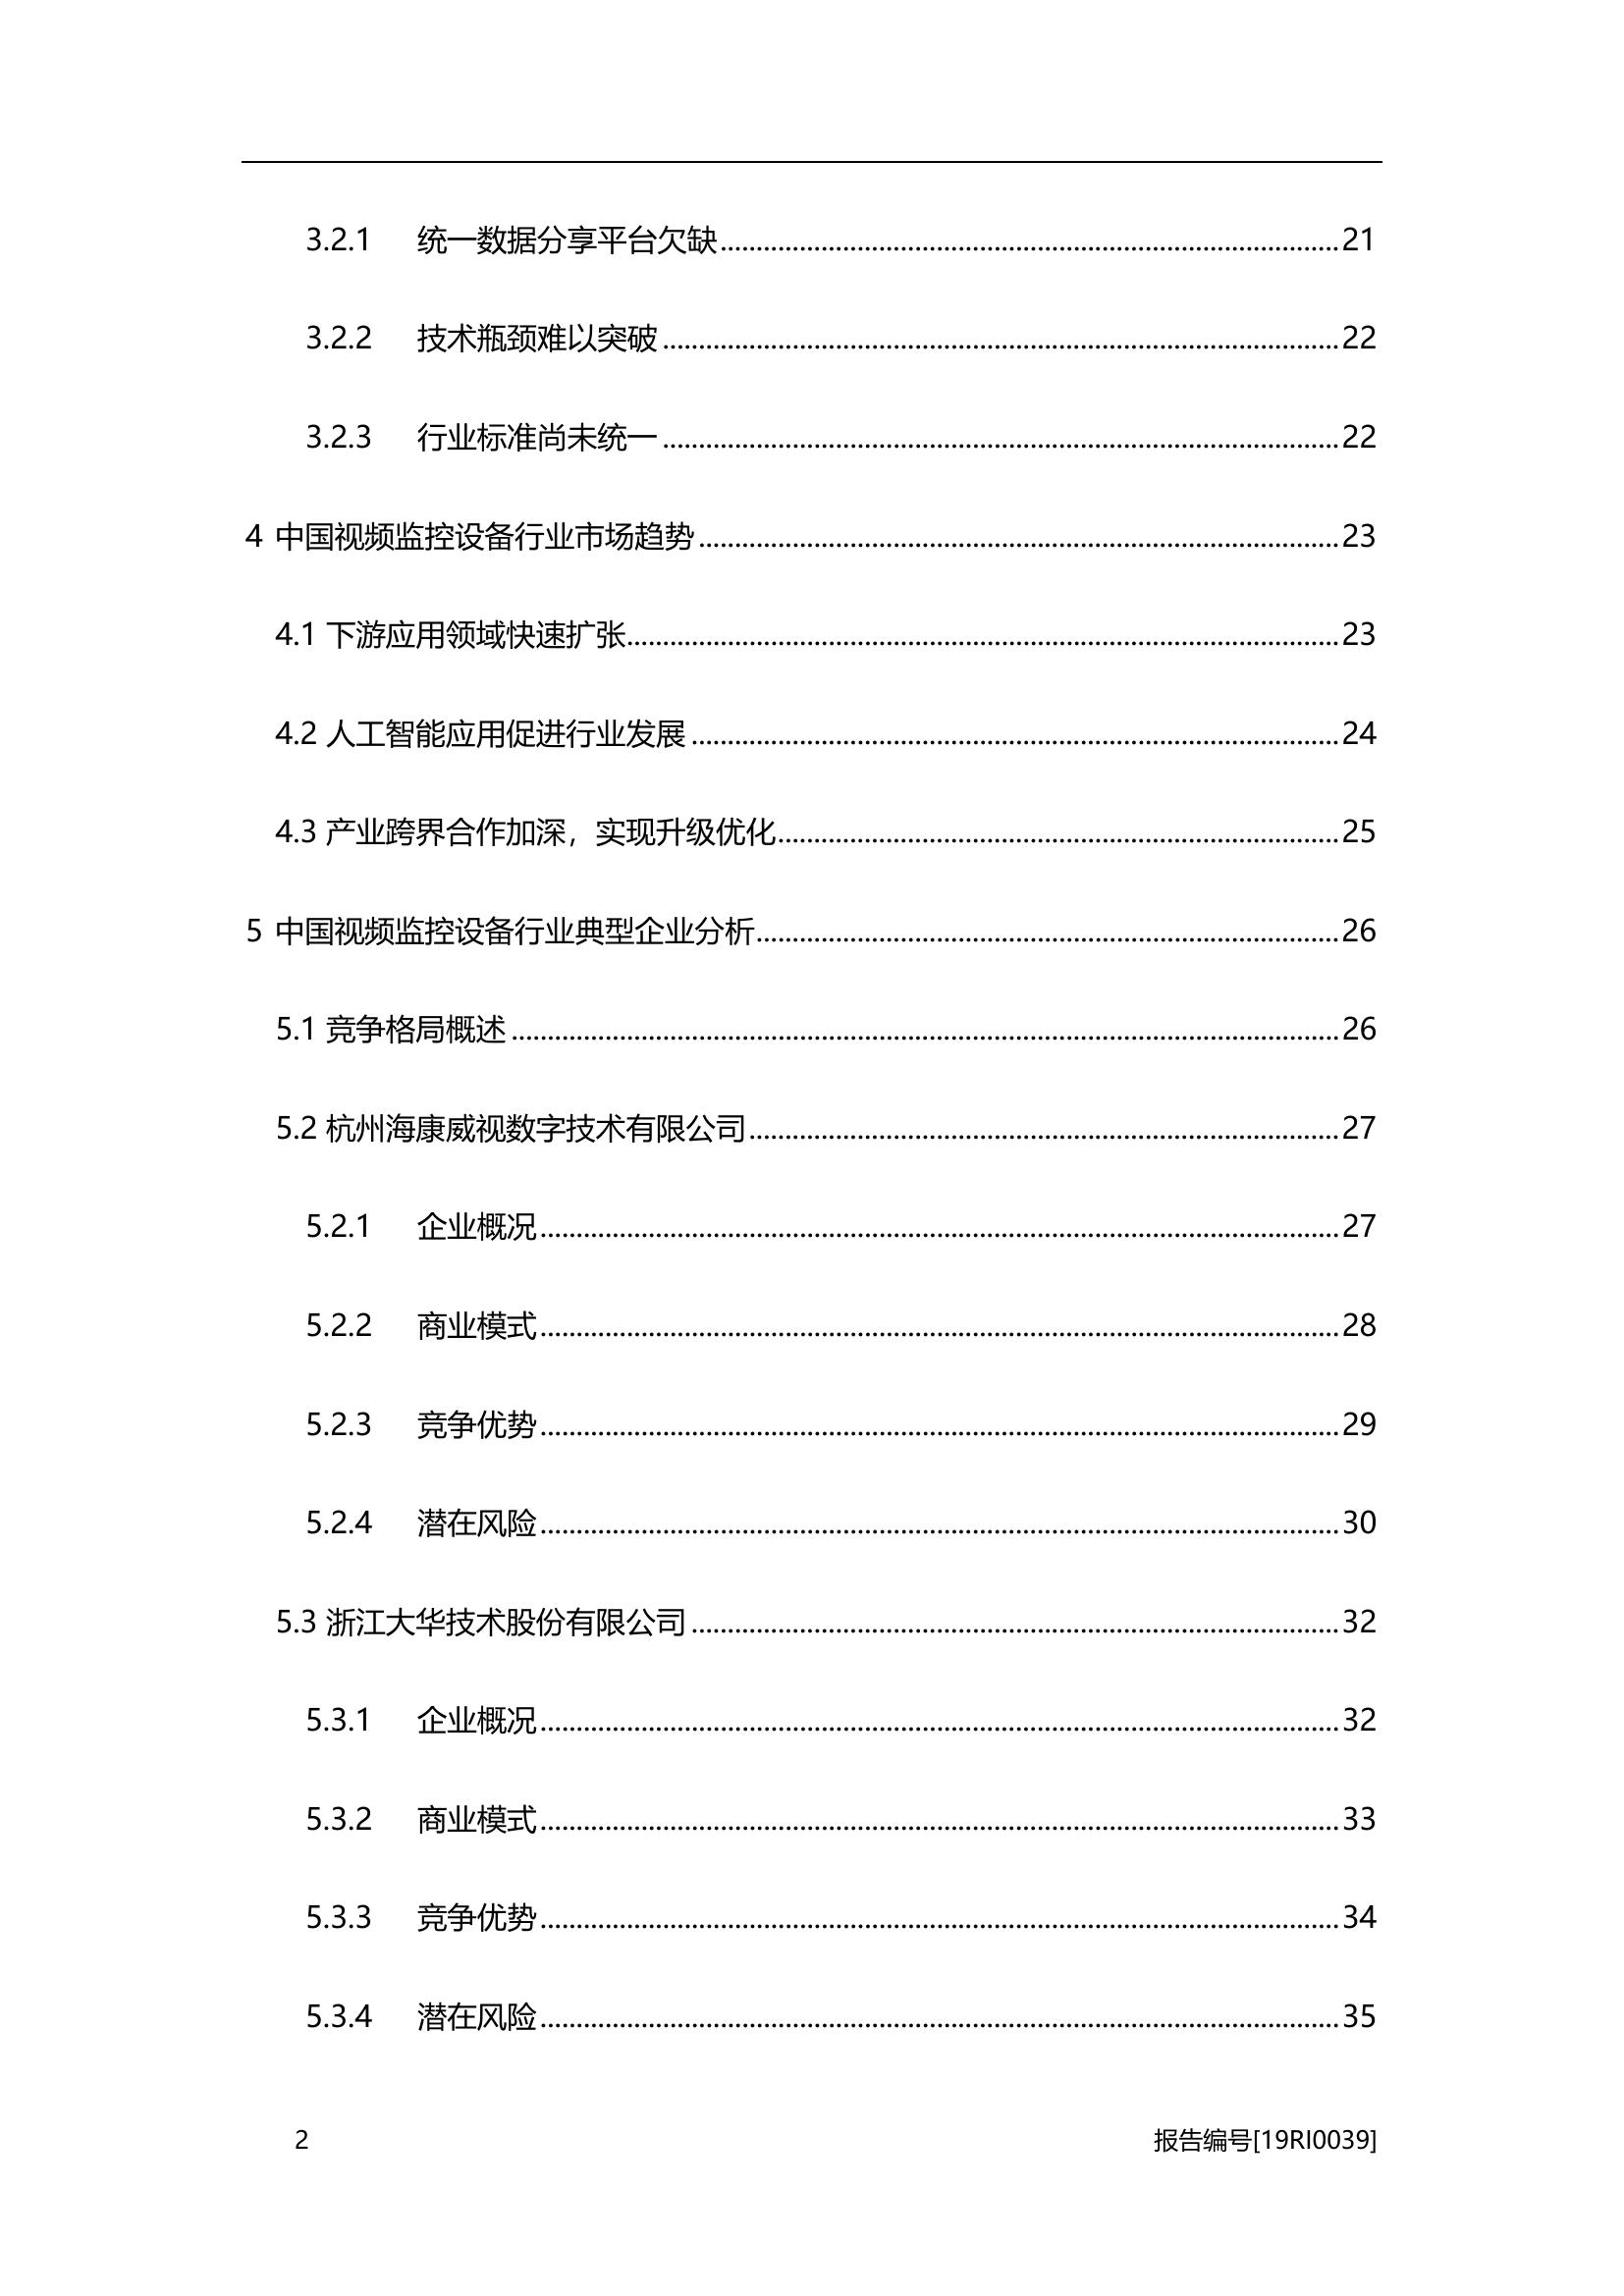 3.2.1 统一数据分享平台欠缺........................................21
3.2.2 技术瓶颈难以突破........................................22
3.2.3 行业标准尚未统一........................................22
4 中国视频监控设备行业市场趋势........................................23
4.1 下游应用领域快速扩张........................................23
4.2 人工智能应用促进行业发展........................................24
4.3 产业跨界合作加深，实现升级优化........................................25
5 中国视频监控设备行业典型企业分析........................................26
5.1 竞争格局概述........................................26
5.2 杭州海康威视数字技术有限公司........................................27
5.2.1 企业概况........................................27
5.2.2 商业模式........................................28
5.2.3 竞争优势........................................29
5.2.4 潜在风险........................................30
5.3 浙江大华技术股份有限公司........................................32
5.3.1 企业概况........................................32
5.3.2 商业模式........................................33
5.3.3 竞争优势........................................34
5.3.4 潜在风险........................................35
2 报告编号[19RI0039]